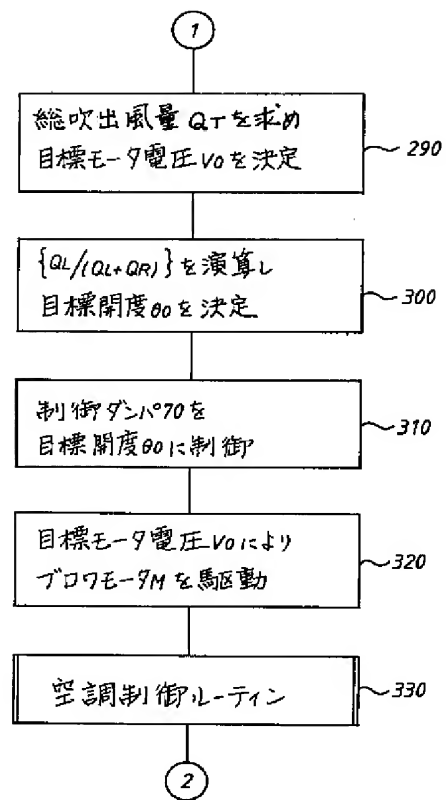 1
総吹出風量QTを求め
目標モータ電圧VOを決定
290
{QL/(QL+QR)}を演算し
目標開度θOを決定
300
制御ダンパ70を
目標開度θOに制御
310
目標モータ電圧VOにより
ブロワモータMを駆動
320
空調制御ルーティン
330
2